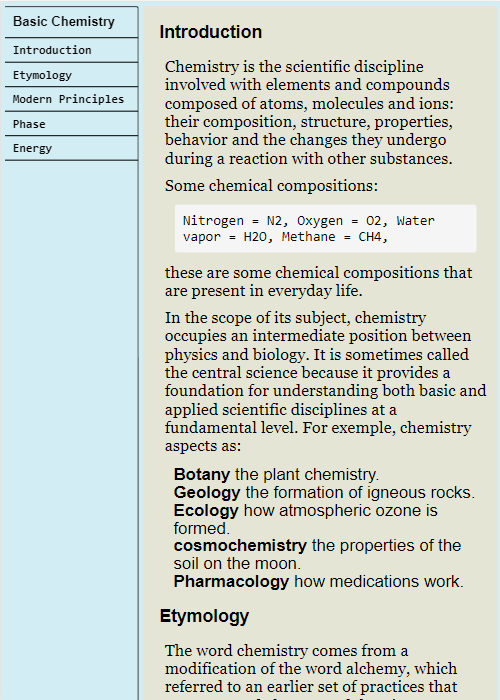 Basic Chemistry
Introduction
Etymology
Modern Principles
Phase
Energy
Introduction
Chemistry is the scientific discipline
involved with elements and compounds
composed of atoms, molecules and ions:
their composition, structure, properties,
behavior and the changes they undergo
during a reaction with other substances.
Some chemical compositions:
Nitrogen = N2, Oxygen = O2, Water
vapor = H2O, Methane = CH4,
these are some chemical compositions that
are present in everyday life.
In the scope of its subject, chemistry
occupies an intermediate position between
physics and biology. It is sometimes called
the central science because it provides a
foundation for understanding both basic and
applied scientific disciplines at a
fundamental level. For exemple, chemistry
aspects as:
Botany the plant chemistry.
Geology the formation of igneous rocks.
Ecology how atmospheric ozone is
formed.
cosmochemistry the properties of the
soil on the moon.
Pharmacology how medications work.
Etymology
The word chemistry comes from a
modification of the word alchemy, which
referred to an earlier set of practices that